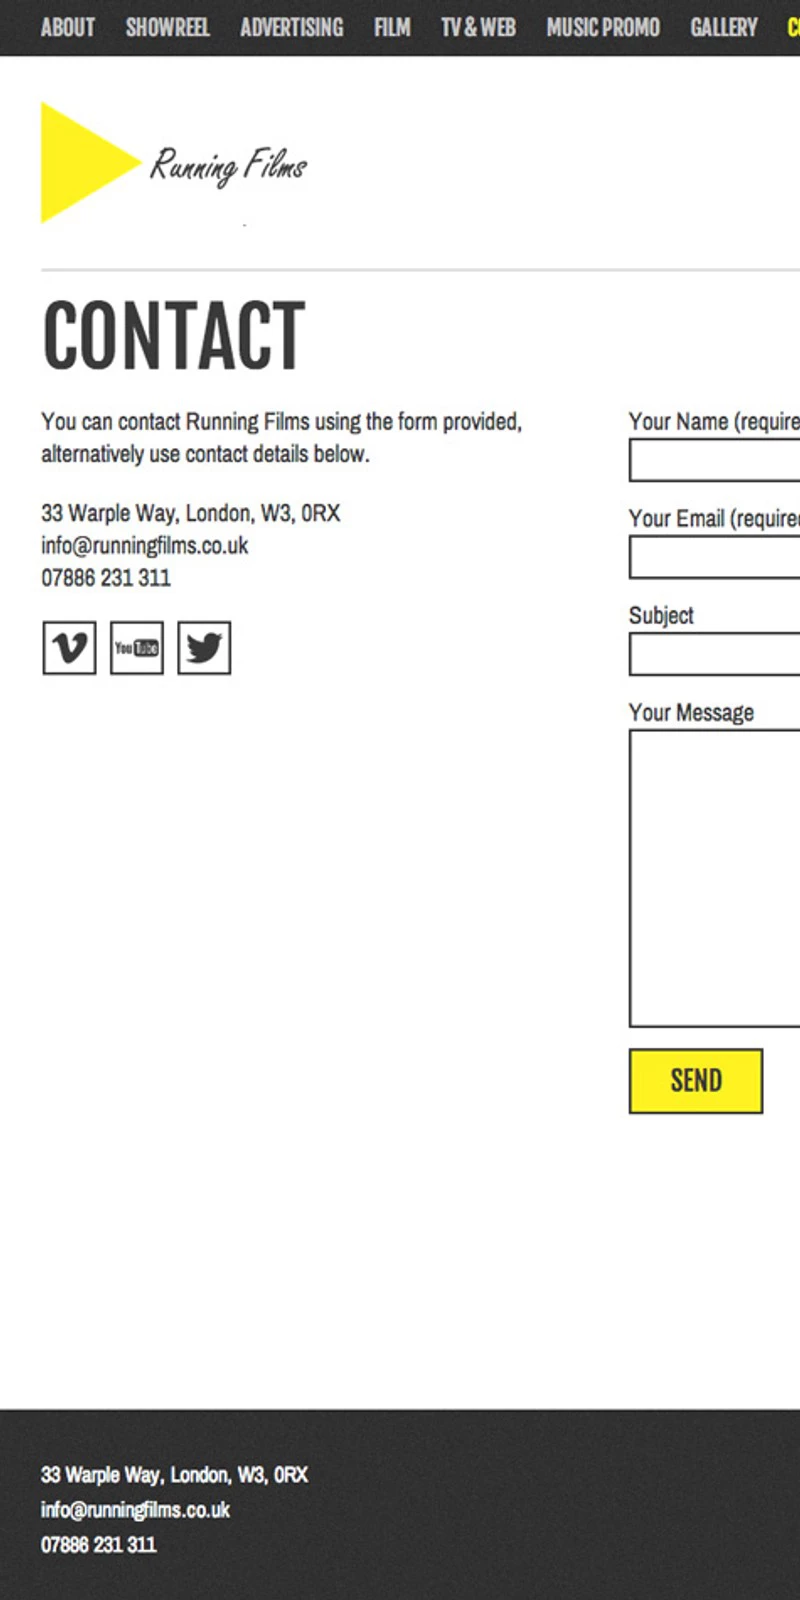 ABOUT SHOWREEL ADVERTISING FILM TV & WEB MUSIC PROMO GALLERY
Running Films
CONTACT
You can contact Running Films using the form provided,
alternatively use contact details below.
33 Warple Way, London, W3, 0RX
info@runningfilms.co.uk
07886 231 311
You Tube
Your Name (require
Your Email (require
Subject
Your Message
SEND
33 Warple Way, London, W3, 0RX
info@runningfilms.co.uk
07886 231 311